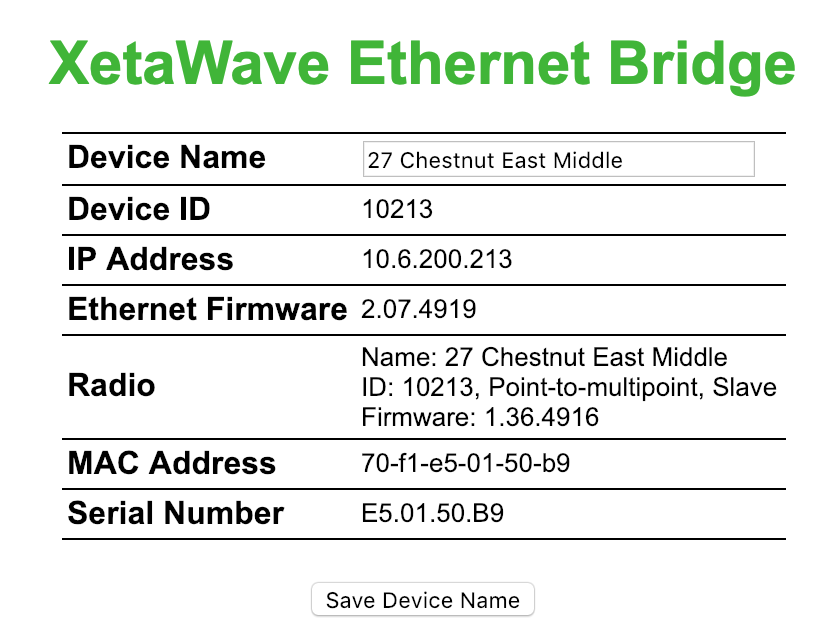 XetaWave Ethernet Bridge
Device Name 27 Chestnut East Middle
Device ID 10213
IP Address 10.6.200.213
Ethernet Firmware 2.07.4919
Radio Name: 27 Chestnut East Middle
ID: 10213, Point-to-multipoint, Slave
Firmware: 1.36.4916
MAC Address 70-f1-e5-01-50-b9
Serial Number E5.01.50.B9
Save Device Name